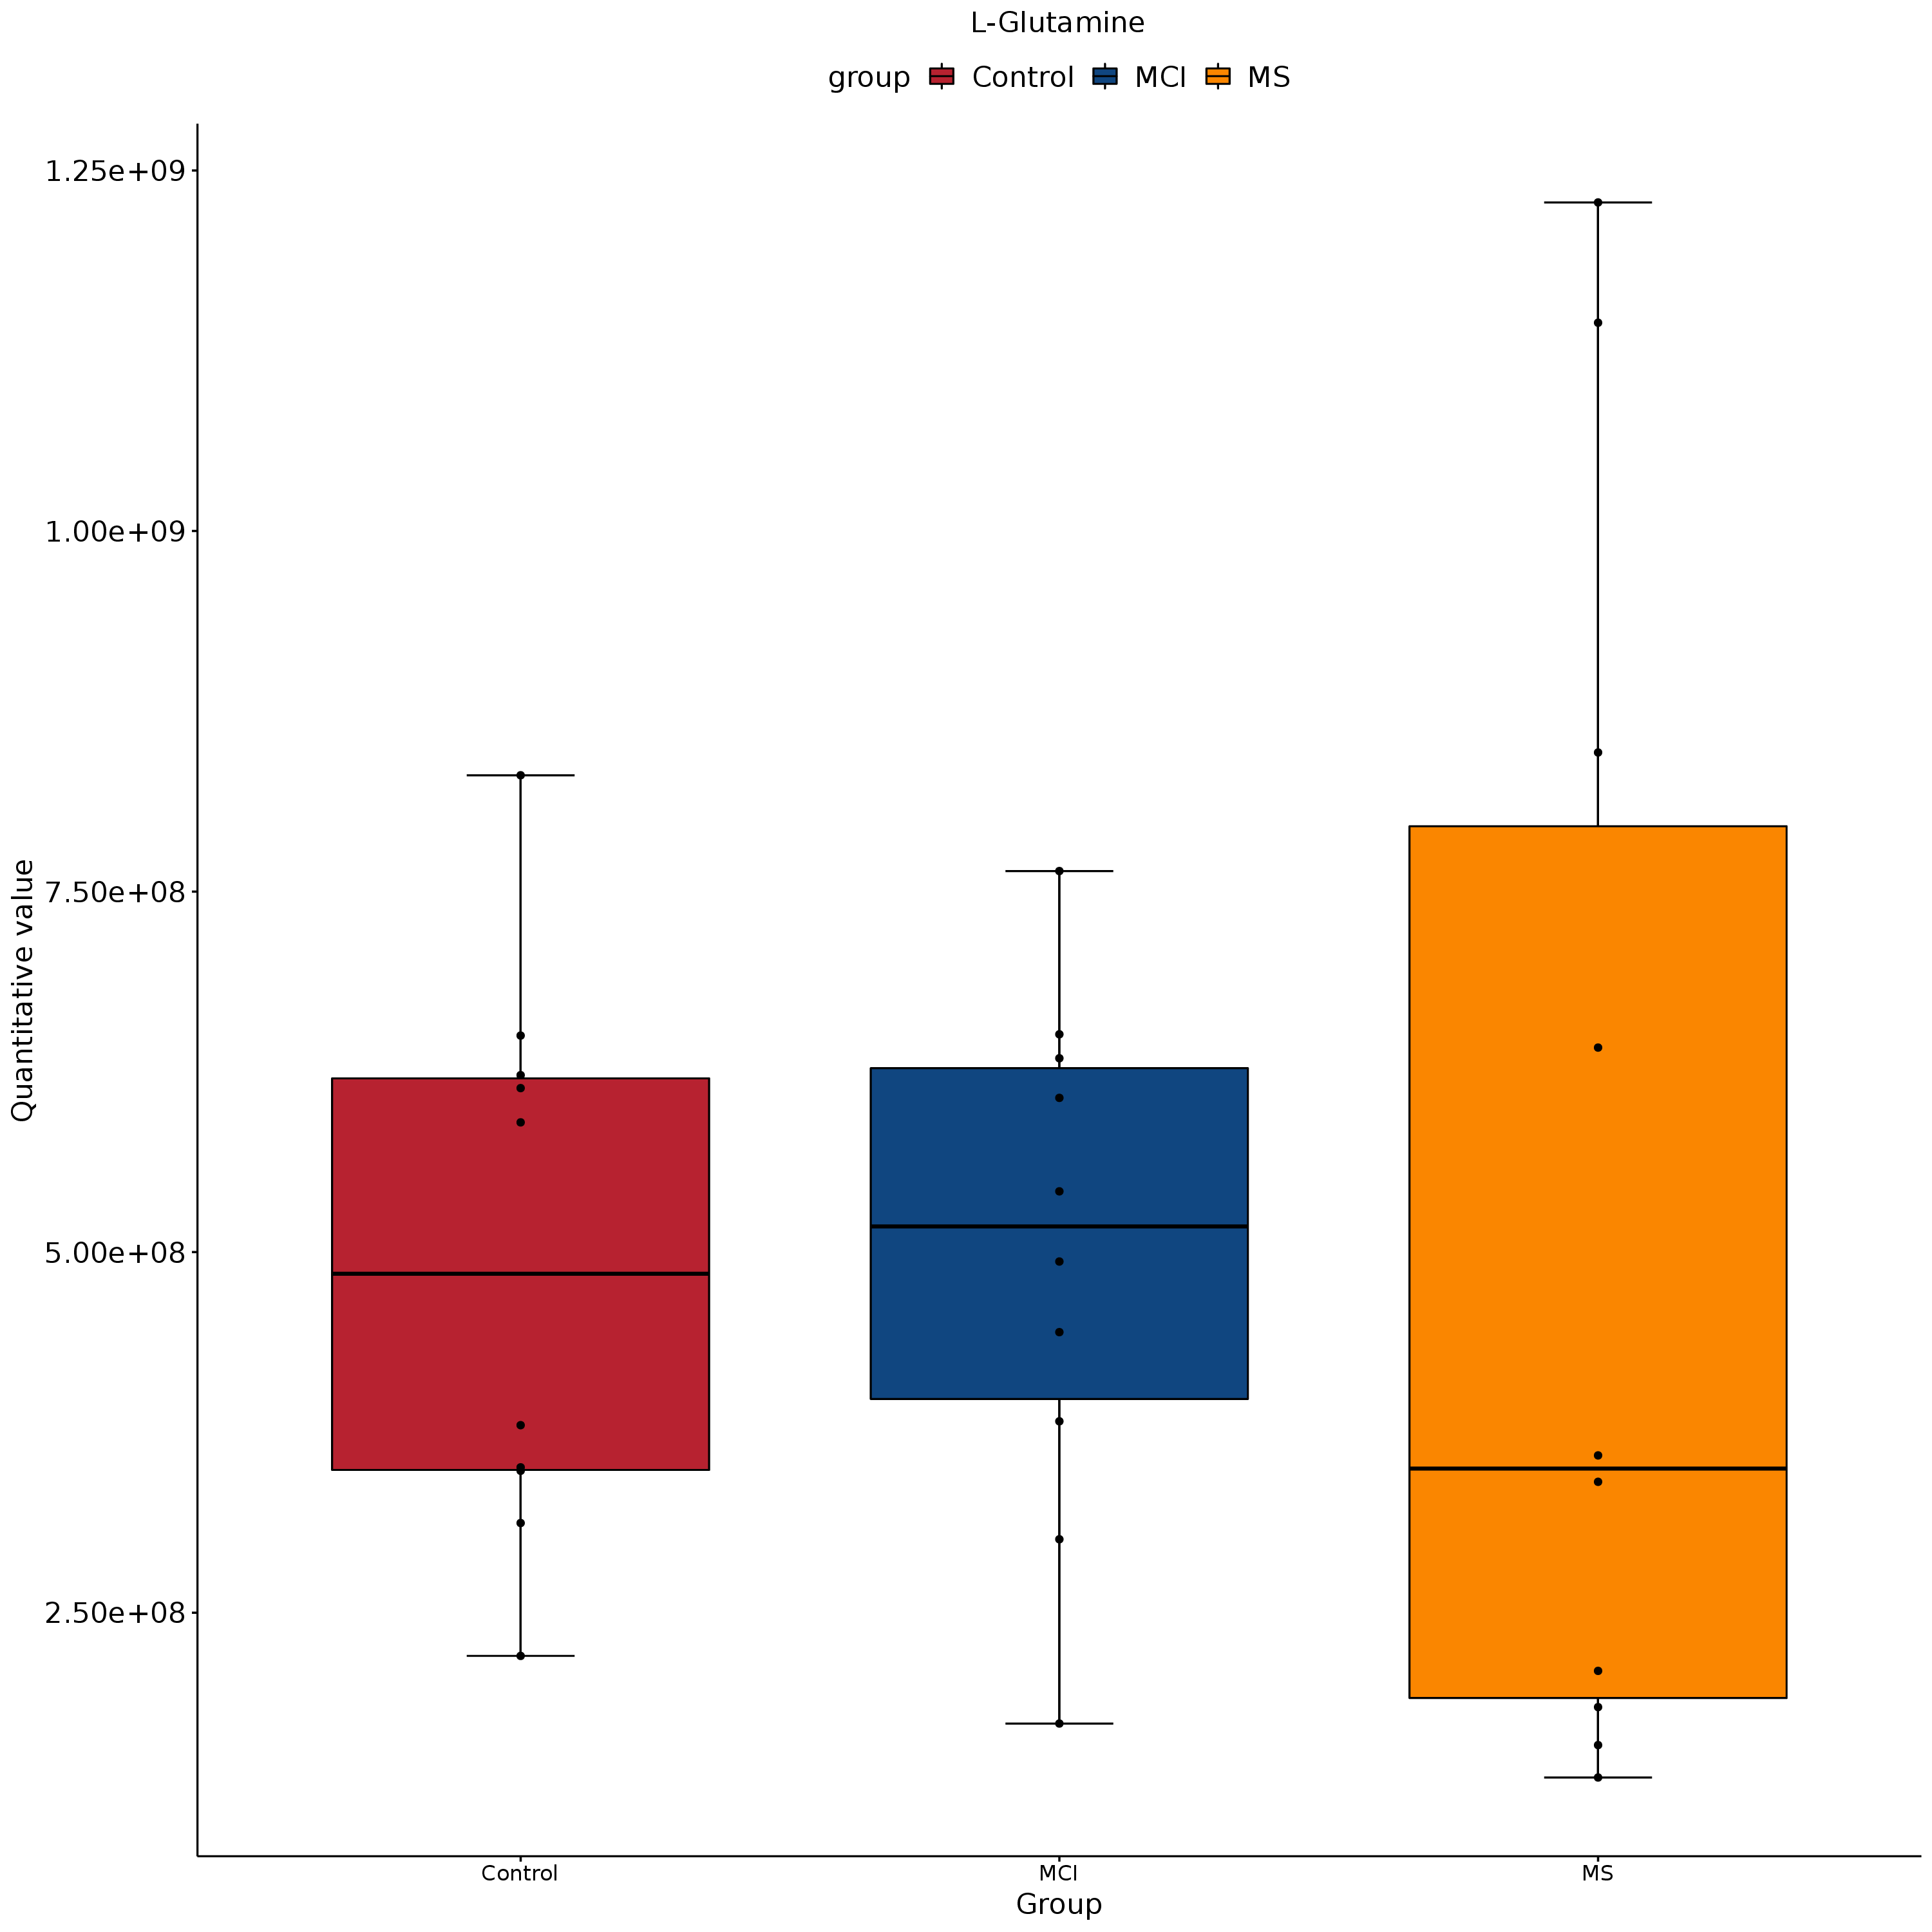 L-Glutamine
group Control MCI MS
1.25e+09
1.00e+09
7.50e+08
5.00e+08
2.50e+08
Quantitative value
Control MCI MS
Group